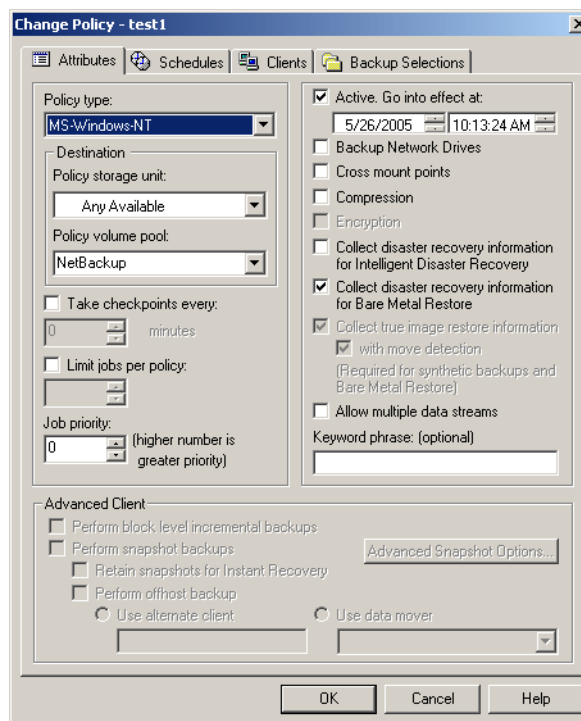 Change Policy - test1
Attributes
Schedules
Clients
Backup Selections
Policy type:
MS-Windows-NT
Destination
Policy storage unit:
Any Available
Policy volume pool:
NetBackup
Take checkpoints every:
0
minutes
Limit jobs per policy:
Job priority:
0
(higher number is
greater priority)
Active. Go into effect at:
5/26/2005
10:13:24 AM
Backup Network Drives
Cross mount points
Compression
Encryption
Collect disaster recovery information
for Intelligent Disaster Recovery
Collect disaster recovery information
for Bare Metal Restore
Collect true image restore information
with move detection
(Required for synthetic backups and
Bare Metal Restore)
Allow multiple data streams
Keyword phrase: (optional)
Advanced Client
Perform block level incremental backups
Perform snapshot backups
Advanced Snapshot Options...
Retain snapshots for Instant Recovery
Perform offhost backup
Use alternate client
Use data mover
OK
Cancel
Help